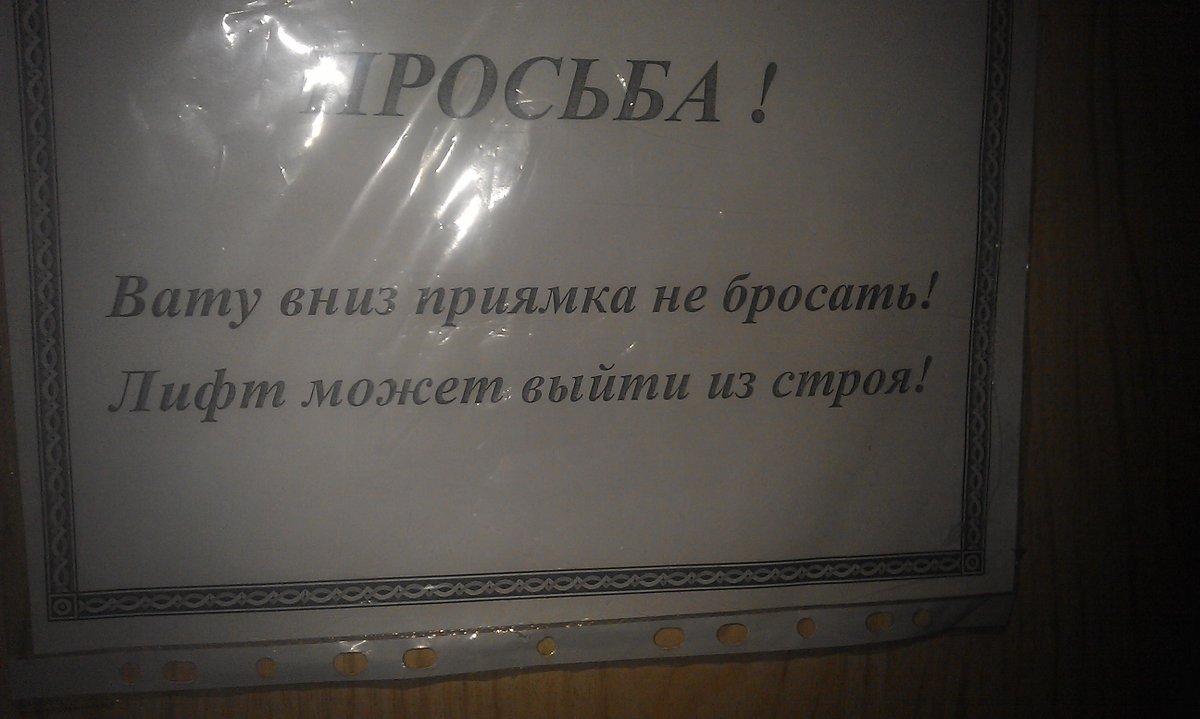 ПРОСЬБА !
Вату вниз приямка не бросать!
Лифт может выйти из строя!